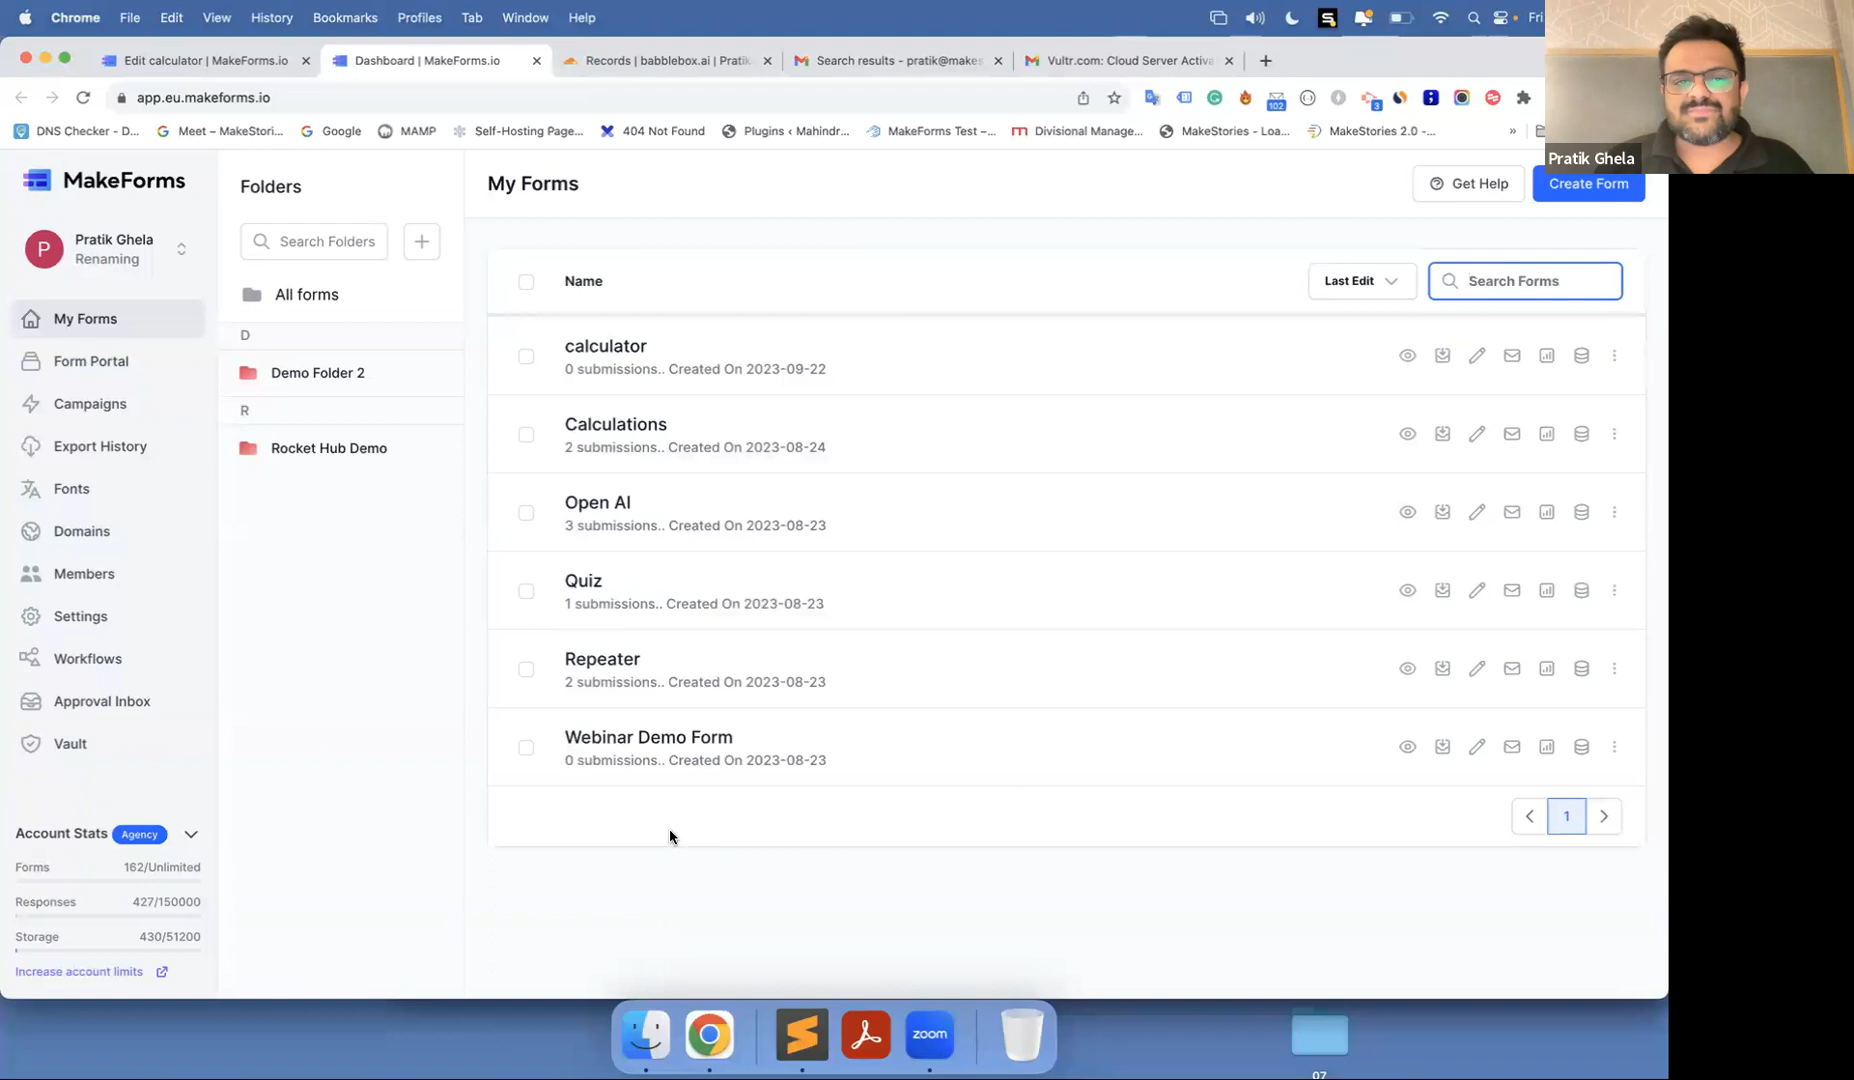 Chrome File Edit View History Bookmarks Profiles Tab Window Help Fri
Edit calculator | MakeForms.io
Dashboard | MakeForms.io
Records | babblebox.ai | Pratik
Search results - pratik@makes
Vultr.com: Cloud Server Activa
app.eu.makeforms.io
102
3
DNS Checker - D...
Meet – MakeStori...
Google
MAMP
Self-Hosting Page...
404 Not Found
Plugins ‹ Mahindr...
MakeForms Test –...
Divisional Manage...
MakeStories - Loa...
MakeStories 2.0 -...
»
Pratik Ghela
MakeForms
P
Pratik Ghela
Renaming
My Forms
Form Portal
Campaigns
Export History
Fonts
Domains
Members
Settings
Workflows
Approval Inbox
Vault
Account Stats Agency
Forms 162/Unlimited
Responses 427/150000
Storage 430/51200
Increase account limits
Folders
Search Folders
All forms
D
Demo Folder 2
R
Rocket Hub Demo
My Forms
Get Help
Create Form
Name
Last Edit
Search Forms
calculator
0 submissions.. Created On 2023-09-22
Calculations
2 submissions.. Created On 2023-08-24
Open AI
3 submissions.. Created On 2023-08-23
Quiz
1 submissions.. Created On 2023-08-23
Repeater
2 submissions.. Created On 2023-08-23
Webinar Demo Form
0 submissions.. Created On 2023-08-23
1
zoom
07